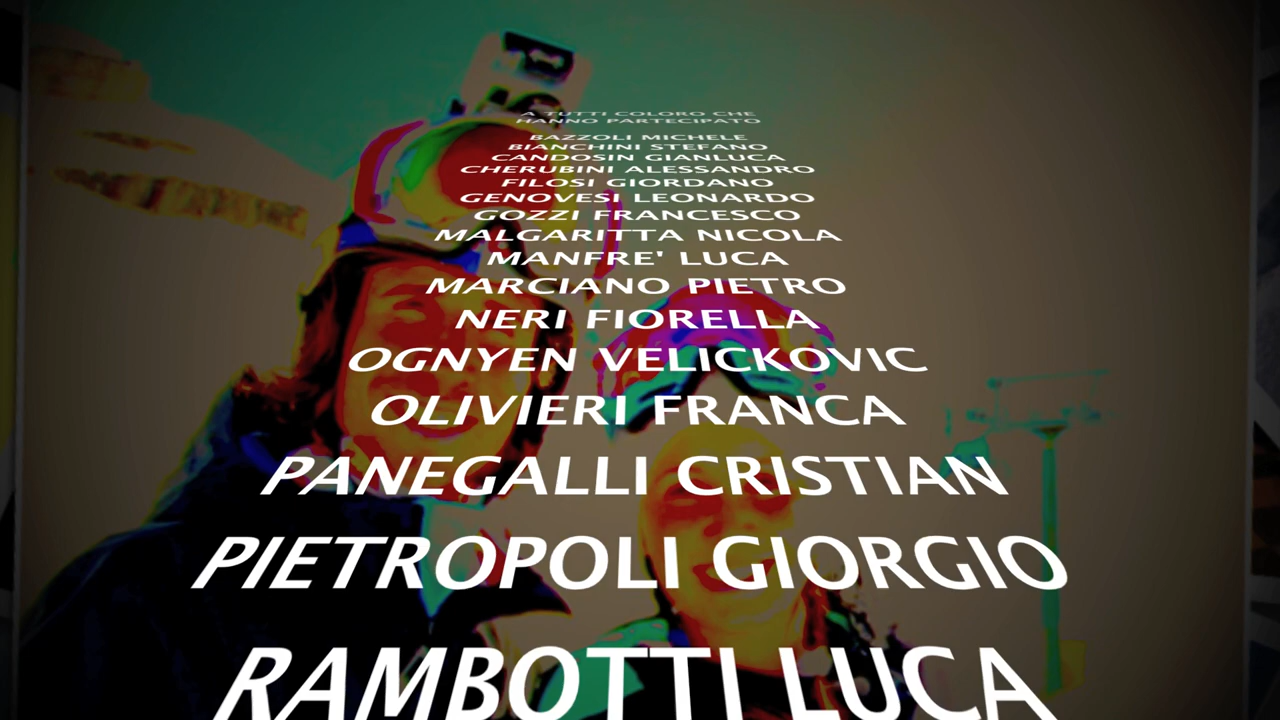 A TUTTI COLORO CHE
HANNO PARTECIPATO
BAZZOLI MICHELE
BIANCHINI STEFANO
CANDOSIN GIANLUCA
CHERUBINI ALESSANDRO
FILOSI GIORDANO
GENOVESI LEONARDO
GOZZI FRANCESCO
MALGARITTA NICOLA
MANFRE' LUCA
MARCIANO PIETRO
NERI FIORELLA
OGNYEN VELICKOVIC
OLIVIERI FRANCA
PANEGALLI CRISTIAN
PIETROPOLI GIORGIO
RAMBOTTI LUCA